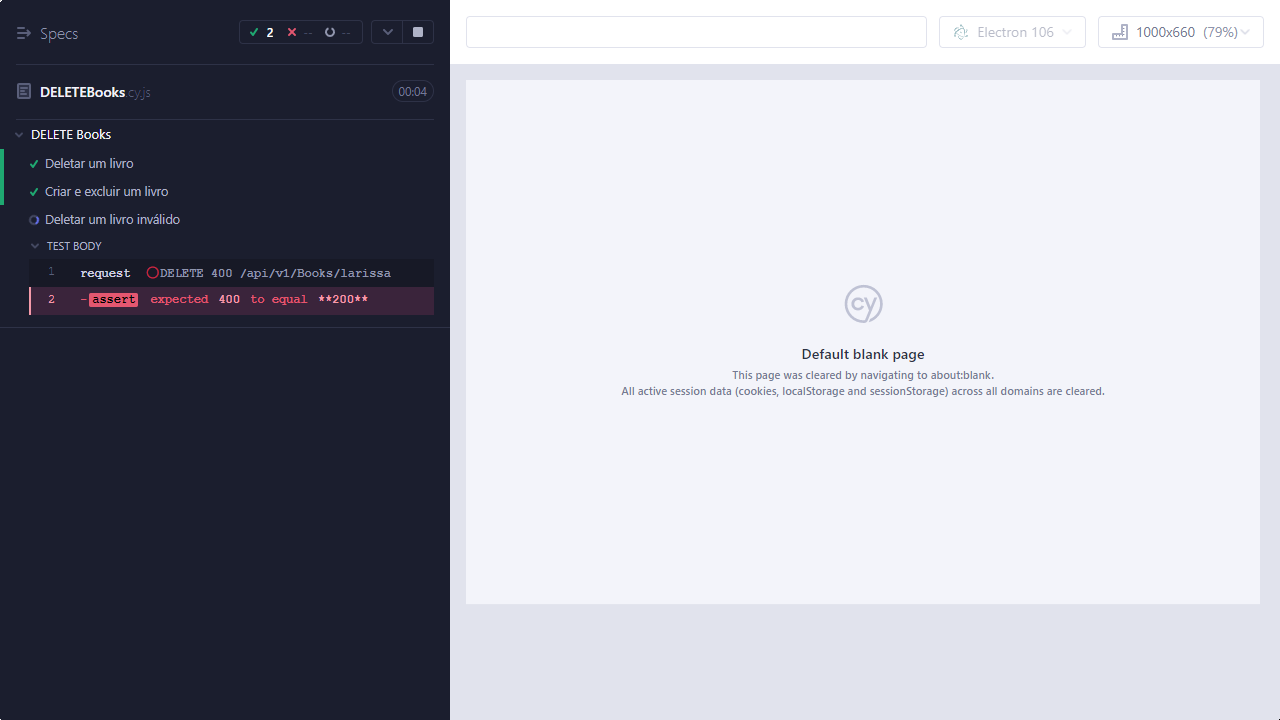 Specs
2 -- --
DELETEBooks.cy.js 00:04
DELETE Books
Deletar um livro
Criar e excluir um livro
Deletar um livro inválido
TEST BODY
1 request DELETE 400 /api/v1/Books/larissa
2 -assert expected 400 to equal **200**
Electron 106
1000x660 (79%)
cy
Default blank page
This page was cleared by navigating to about:blank.
All active session data (cookies, localStorage and sessionStorage) across all domains are cleared.